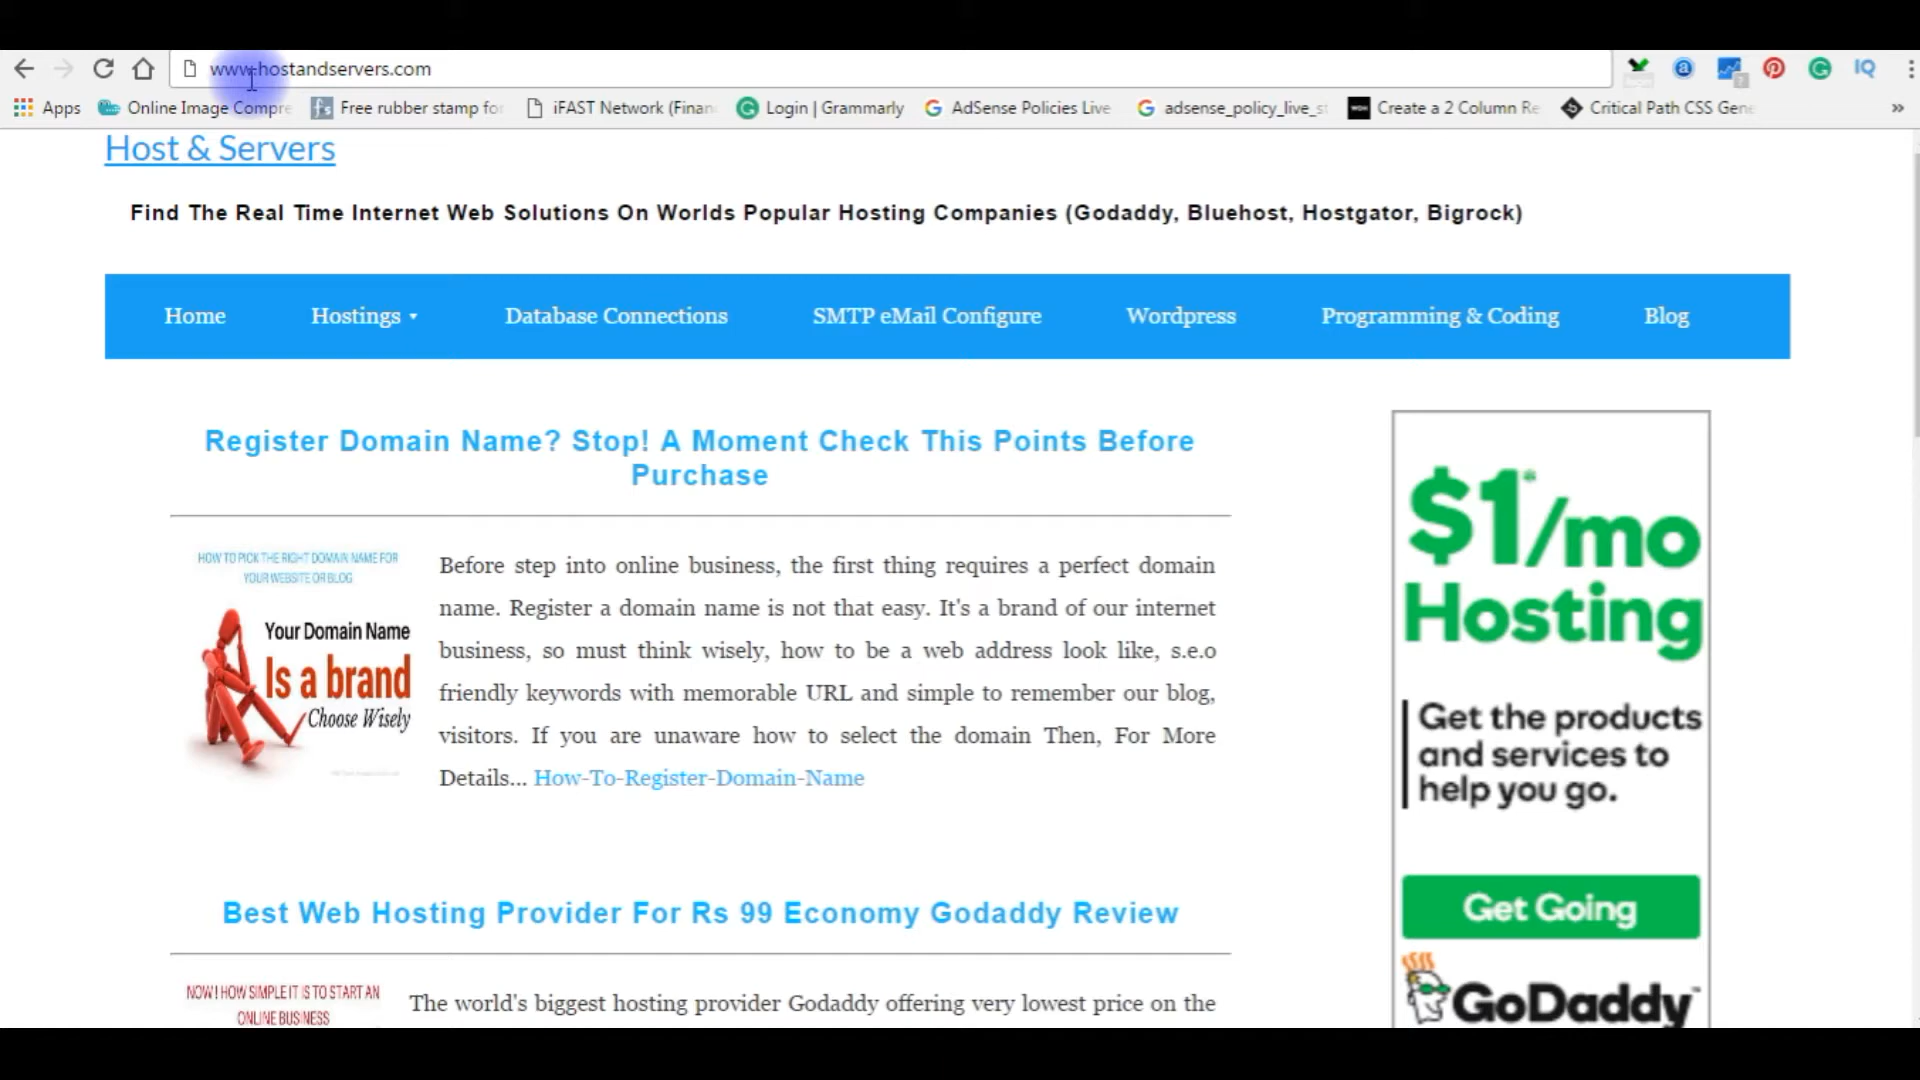 www.hostandservers.com
Apps Online Image Compre Free rubber stamp fo iFAST Network (Finan Login | Grammarly AdSense Policies Live adsense_policy_live_s Create a 2 Column Re Critical Path CSS Gene »
Host & Servers
Find The Real Time Internet Web Solutions On Worlds Popular Hosting Companies (Godaddy, Bluehost, Hostgator, Bigrock)
Home Hostings Database Connections SMTP eMail Configure Wordpress Programming & Coding Blog
Register Domain Name? Stop! A Moment Check This Points Before
Purchase
HOW TO PICK THE RIGHT DOMAIN NAME FOR
YOUR WEBSITE OR BLOG
Your Domain Name
Is a brand
Choose Wisely
Before step into online business, the first thing requires a perfect domain
name. Register a domain name is not that easy. It's a brand of our internet
business, so must think wisely, how to be a web address look like, s.e.o
friendly keywords with memorable URL and simple to remember our blog,
visitors. If you are unaware how to select the domain Then, For More
Details... How-To-Register-Domain-Name
Best Web Hosting Provider For Rs 99 Economy Godaddy Review
NOW ! HOW SIMPLE IT IS TO START AN
ONLINE BUSINESS
The world's biggest hosting provider Godaddy offering very lowest price on the
$1*/mo
Hosting
Get the products
and services to
help you go.
Get Going
GoDaddy™